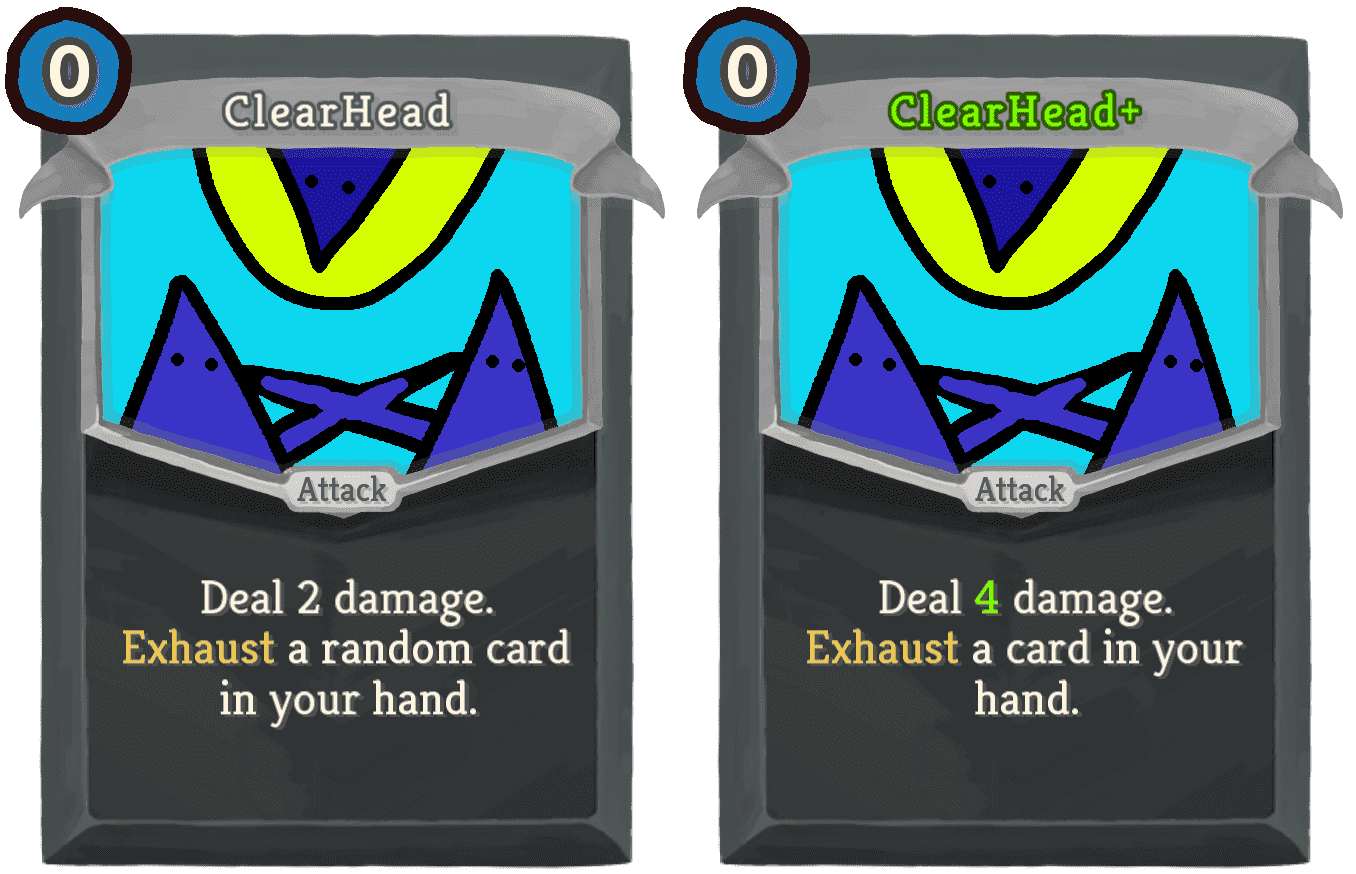 0
ClearHead
Attack
Deal 2 damage.
Exhaust a random card
in your hand.
0
ClearHead+
Attack
Deal 4 damage.
Exhaust a card in your
hand.